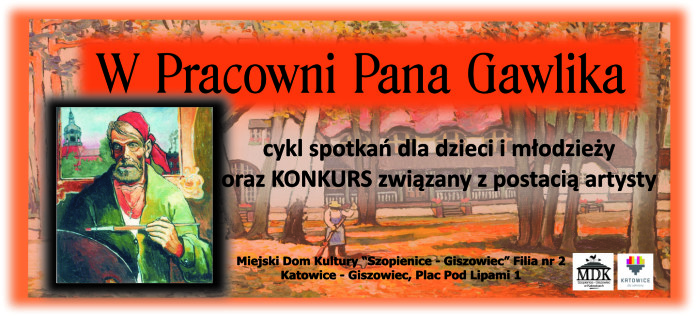 W Pracowni Pana Gawlika
cykl spotkań dla dzieci i młodzieży
oraz KONKURS związany z postacią artysty
Miejski Dom Kultury "Szopienice - Giszowiec" Filia nr 2
Katowice - Giszowiec, Plac Pod Lipami 1
MDK
KATOWICE